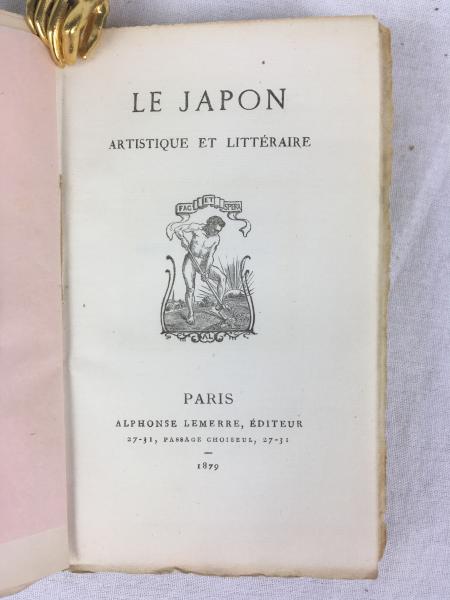 LE JAPON
ARTISTIQUE ET LITTÉRAIRE
FAC ET SPERA
AL
PARIS
ALPHONSE LEMERRE, ÉDITEUR
27-31, PASSAGE CHOISEUL, 27-31
1879